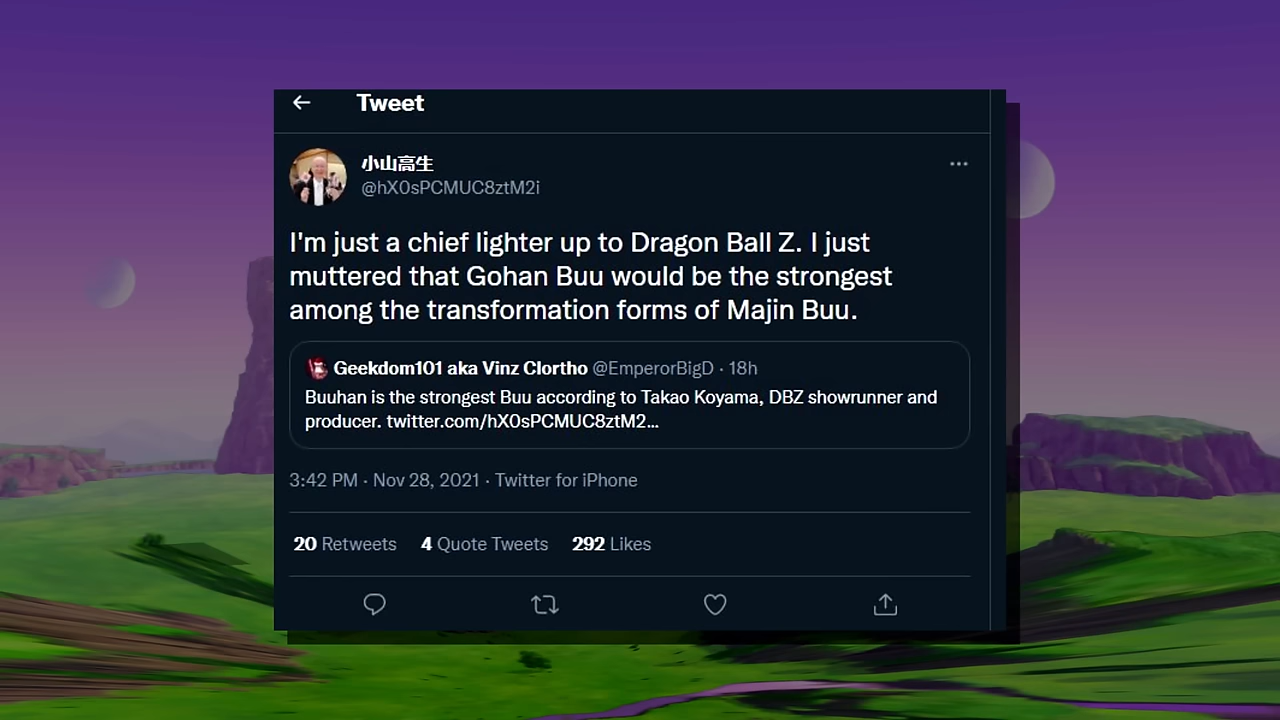 Tweet
小山高生
@hX0sPCMUC8ztM2i
I'm just a chief lighter up to Dragon Ball Z. I just
muttered that Gohan Buu would be the strongest
among the transformation forms of Majin Buu.
Geekdom101 aka Vinz Clortho @EmperorBigD · 18h
Buuhan is the strongest Buu according to Takao Koyama, DBZ showrunner and
producer. twitter.com/hX0sPCMUC8ztM2...
3:42 PM · Nov 28, 2021 · Twitter for iPhone
20 Retweets 4 Quote Tweets 292 Likes